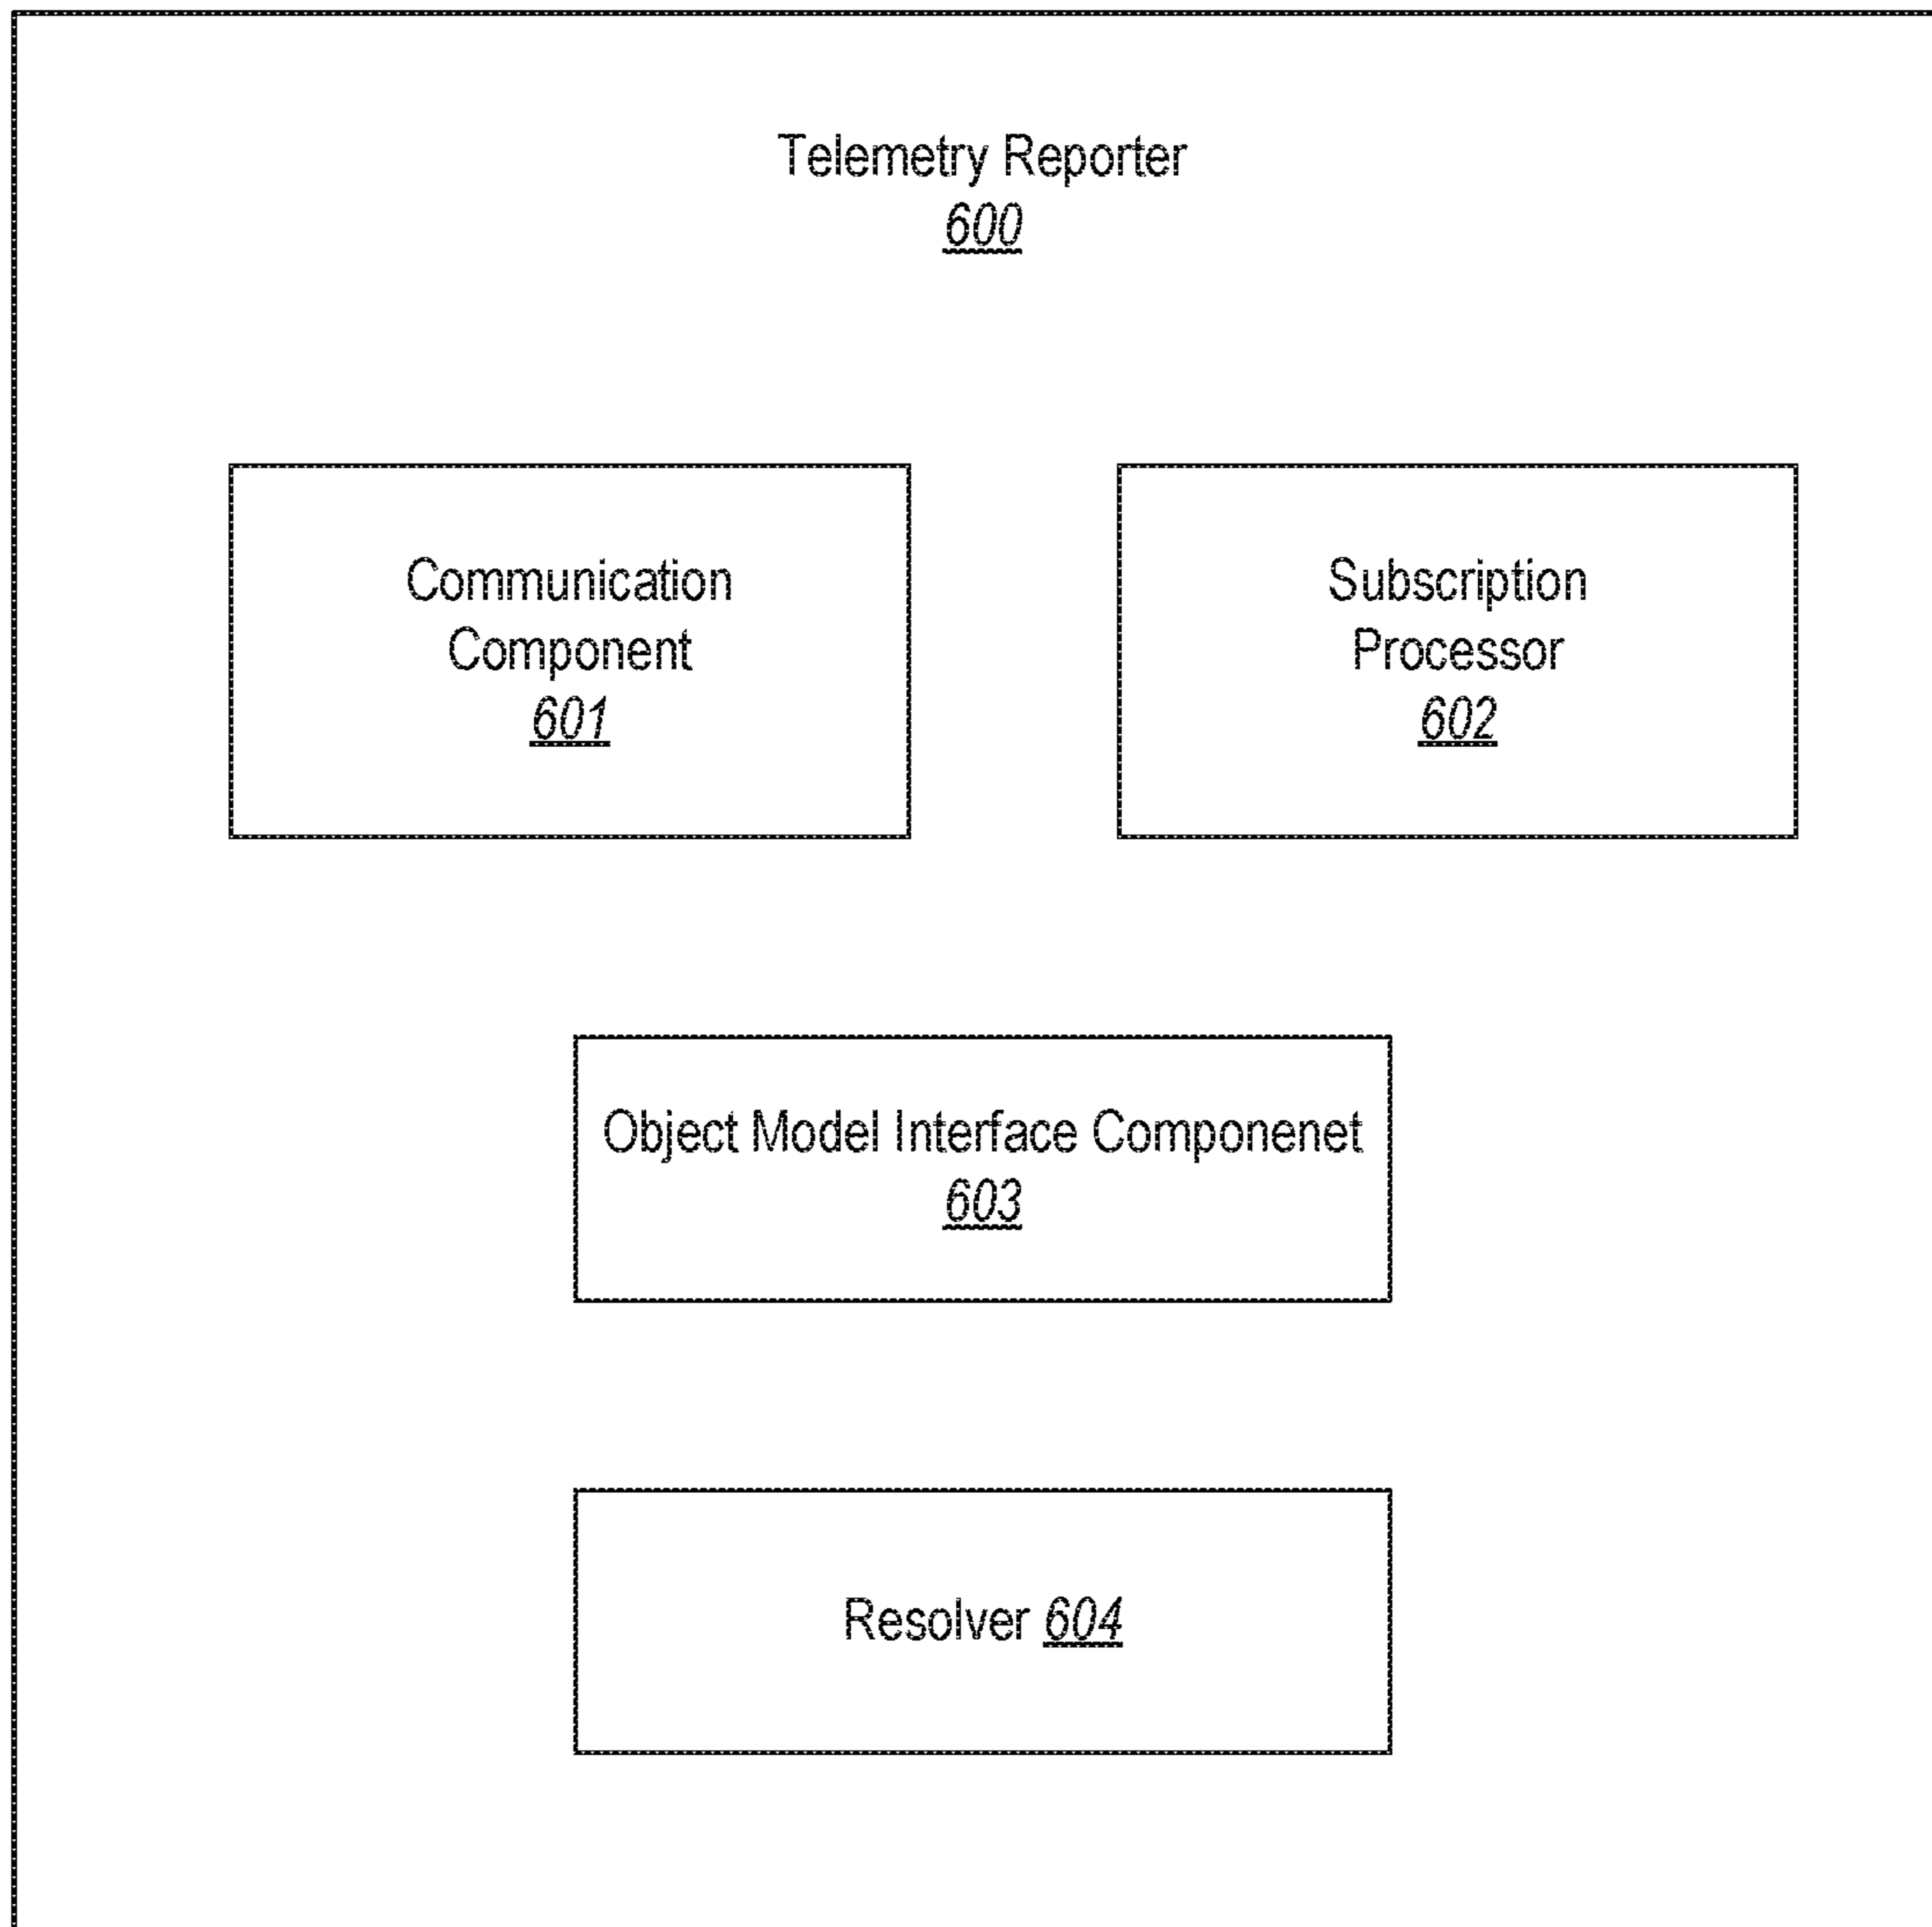 Telemetry Reporter
600
Communication
Component
601
Subscription
Processor
602
Object Model Interface Componenet
603
Resolver 604